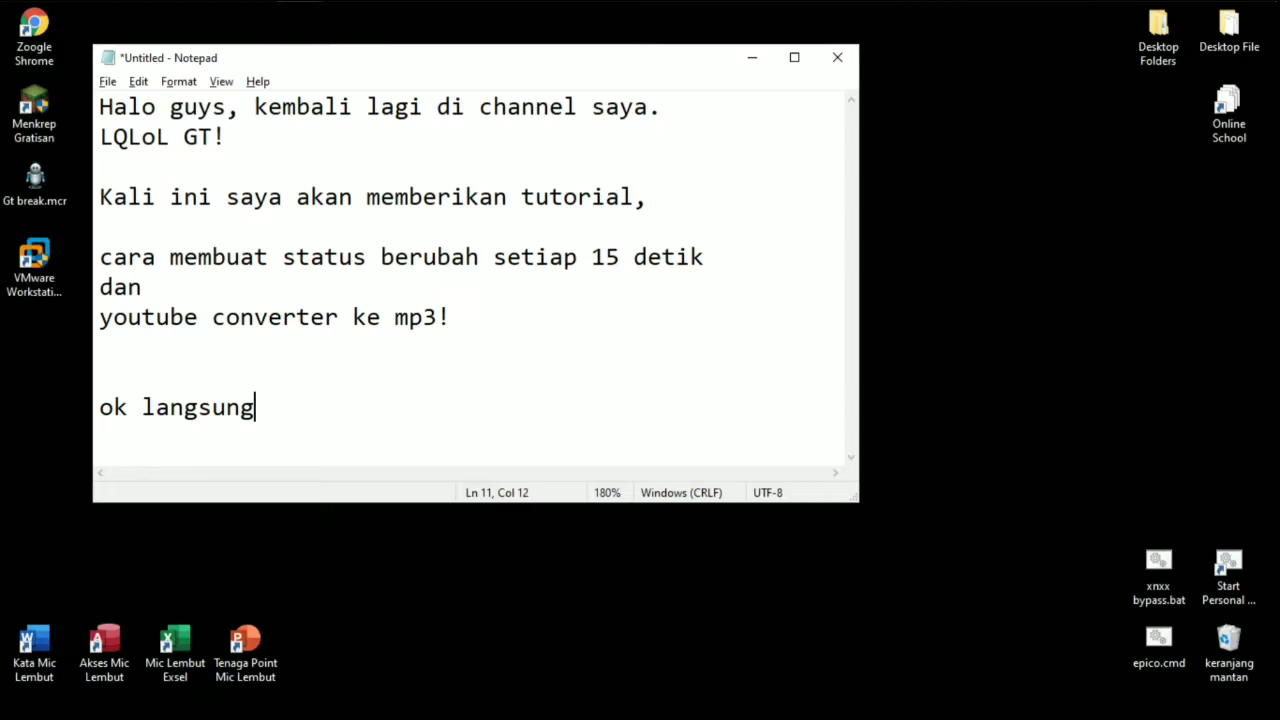 Zoogle
Shrome
Menkrep
Gratisan
Gt break.mcr
VMware
Workstati...
*Untitled - Notepad
File Edit Format View Help
Halo guys, kembali lagi di channel saya.
LQLoL GT!
Kali ini saya akan memberikan tutorial,
cara membuat status berubah setiap 15 detik
dan
youtube converter ke mp3!
ok langsung
Ln 11, Col 12 180% Windows (CRLF) UTF-8
Desktop
Folders
Desktop File
Online
School
xnxx
bypass.bat
Start
Personal ...
epico.cmd
keranjang
mantan
Kata Mic
Lembut
Akses Mic
Lembut
Mic Lembut
Exsel
Tenaga Point
Mic Lembut